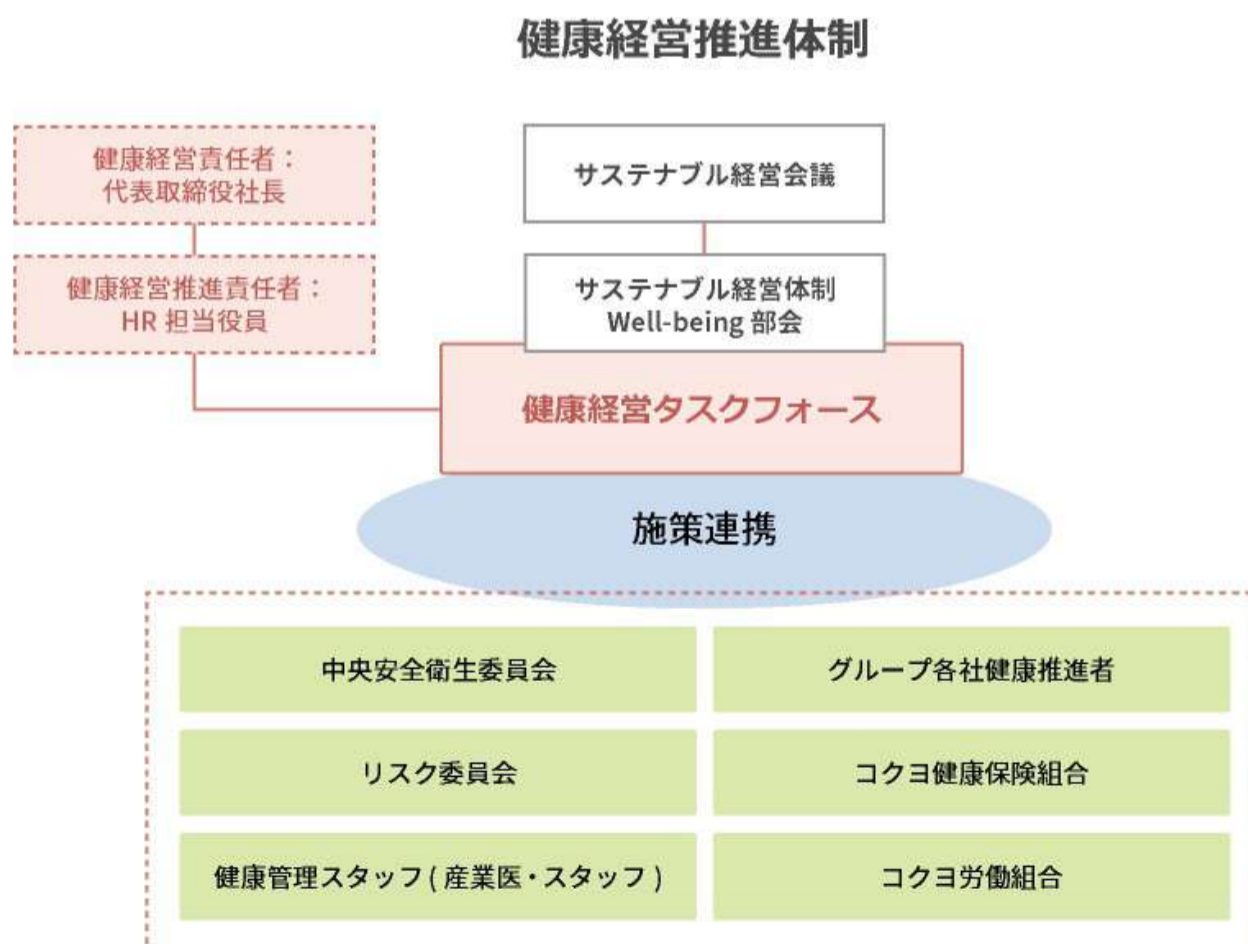 健康経営推進体制
健康経営責任者：
代表取締役社長
サステナブル経営会議
健康経営推進責任者：
HR 担当役員
サステナブル経営体制
Well-being 部会
健康経営タスクフォース
施策連携
中央安全衛生委員会
グループ各社健康推進者
リスク委員会
コクヨ健康保険組合
健康管理スタッフ ( 産業医・スタッフ )
コクヨ労働組合